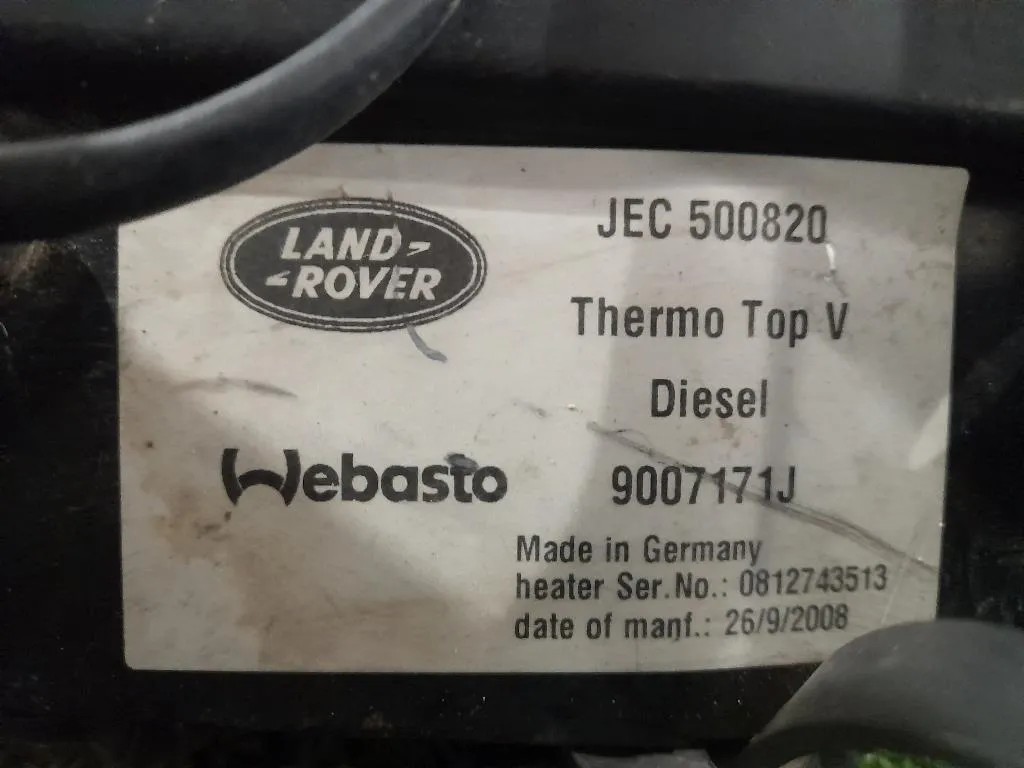 LAND
ROVER
JEC 500820
Thermo Top V
Diesel
Webasto
9007171J
Made in Germany
heater Ser.No.: 0812743513
date of manf.: 26/9/2008